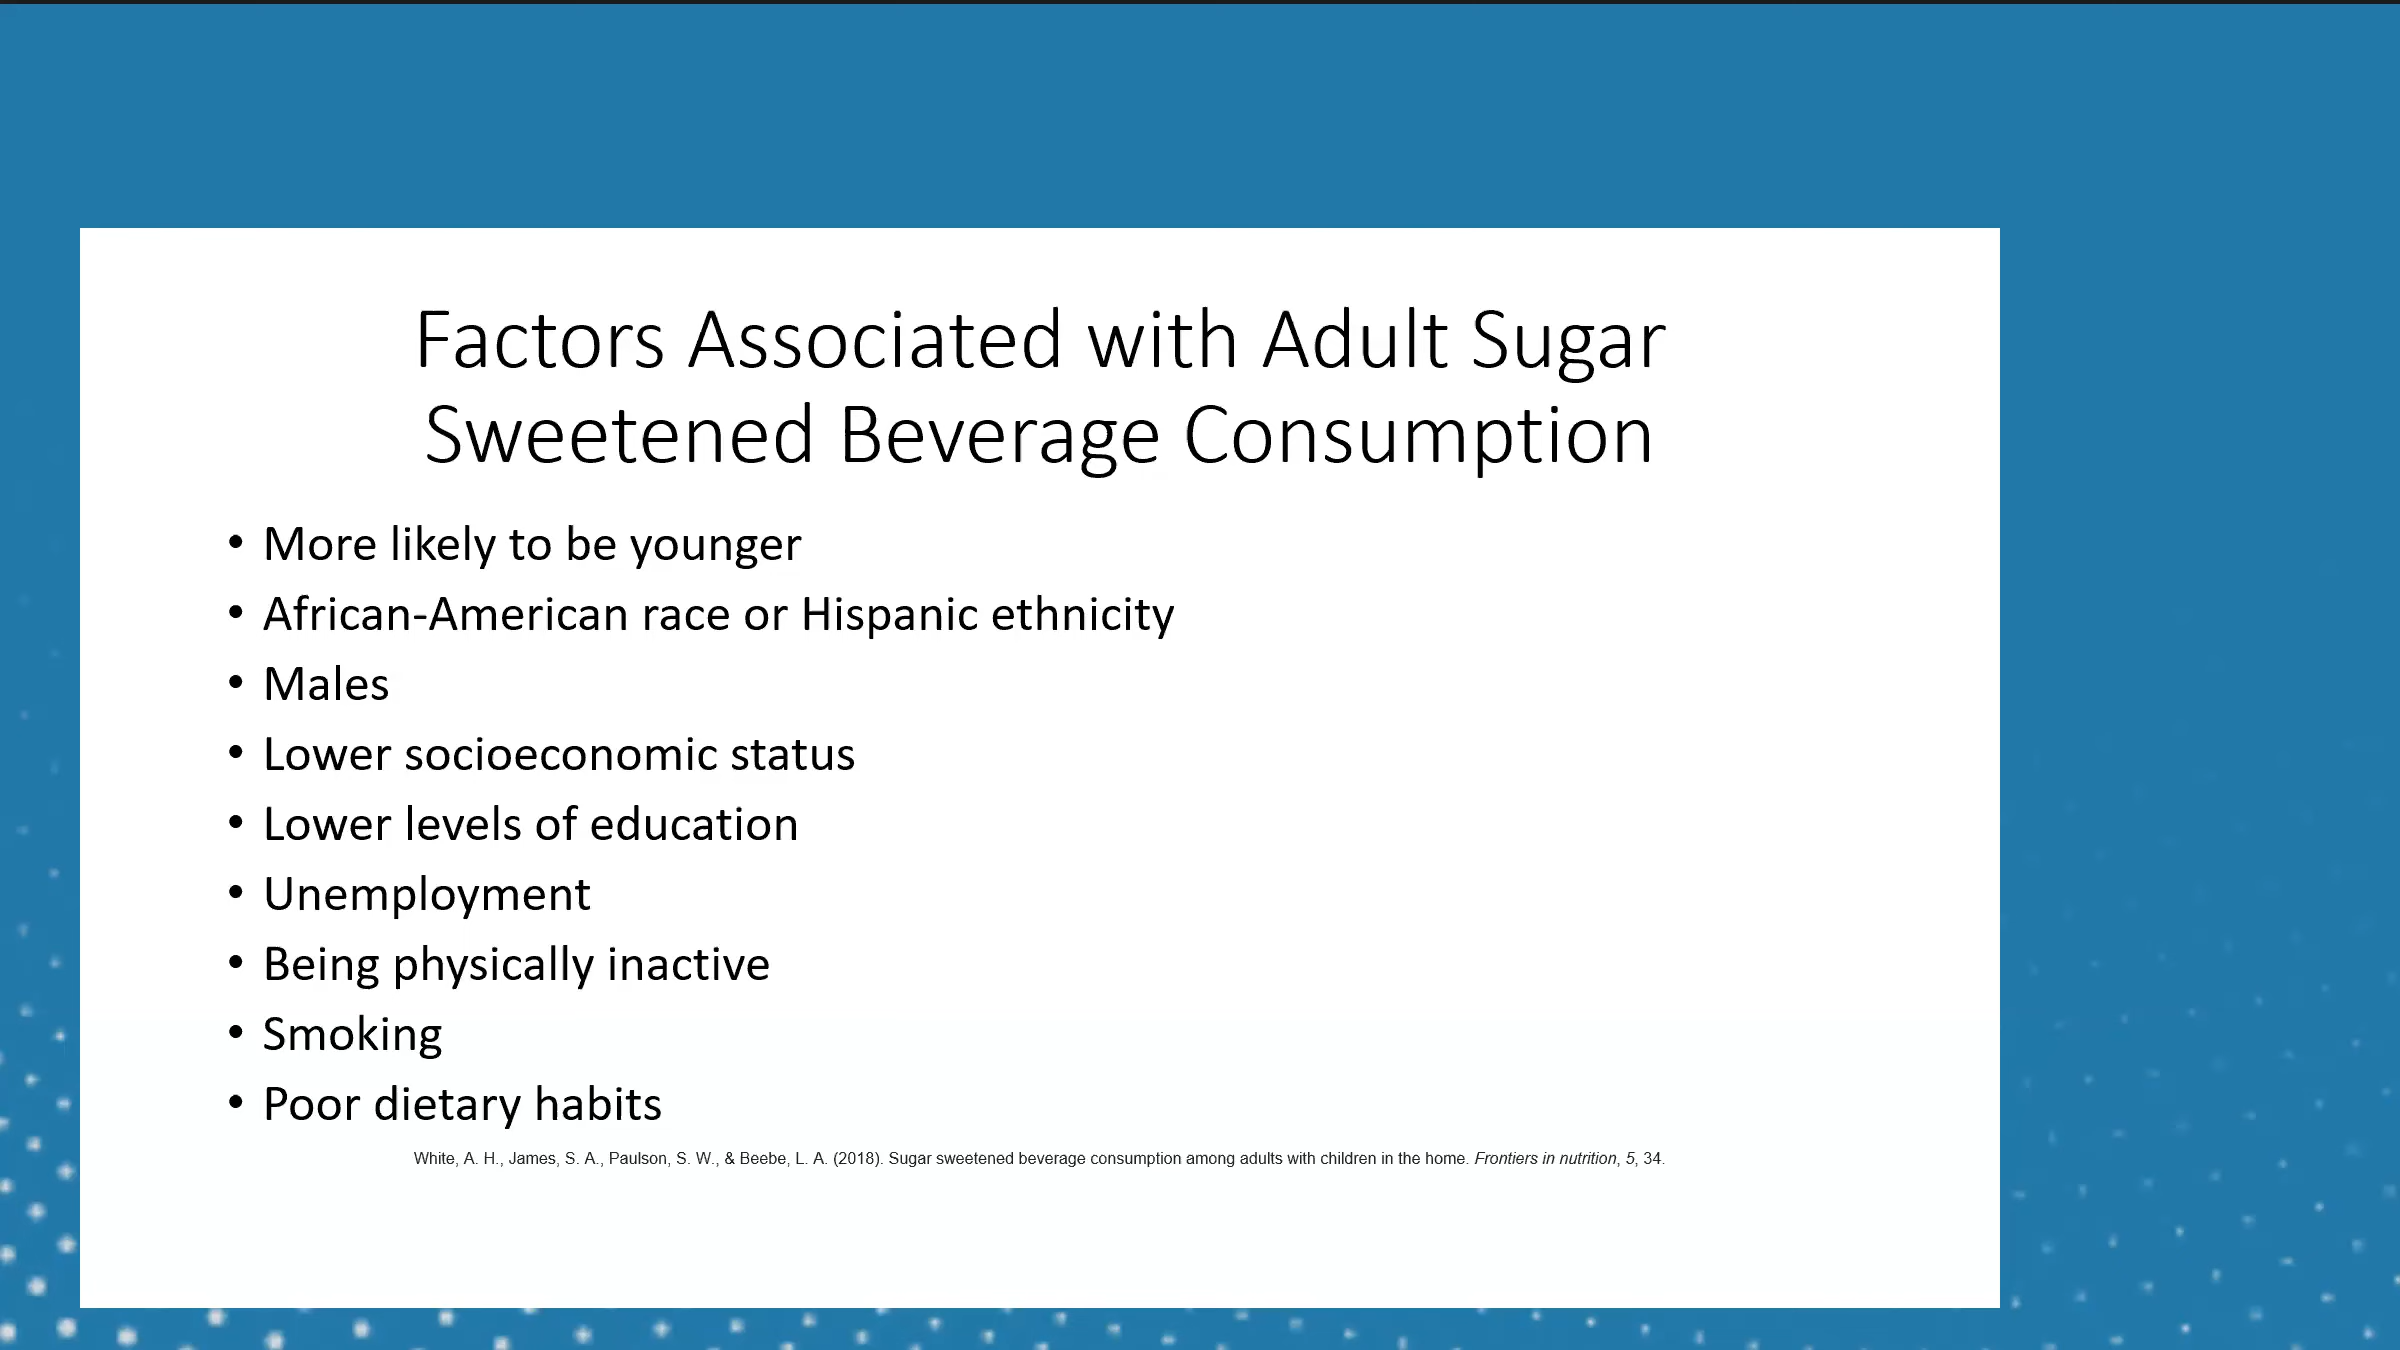 Factors Associated with Adult Sugar
Sweetened Beverage Consumption
• More likely to be younger
• African-American race or Hispanic ethnicity
• Males
• Lower socioeconomic status
• Lower levels of education
• Unemployment
• Being physically inactive
• Smoking
• Poor dietary habits
White, A. H., James, S. A., Paulson, S. W., & Beebe, L. A. (2018). Sugar sweetened beverage consumption among adults with children in the home. Frontiers in nutrition, 5, 34.